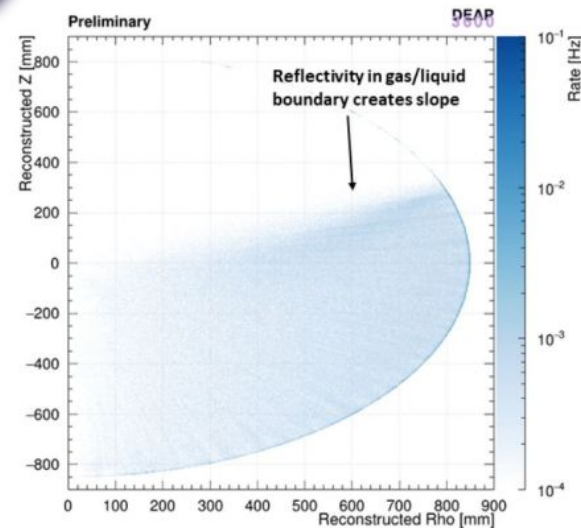 Preliminary
DEAP
3600
Reconstructed Z [mm]
Rate [Hz]
Reflectivity in gas/liquid
boundary creates slope
800
600
400
200
0
−200
−400
−600
−800
10⁻¹
10⁻²
10⁻³
10⁻⁴
0 100 200 300 400 500 600 700 800 900
Reconstructed Rho [mm]